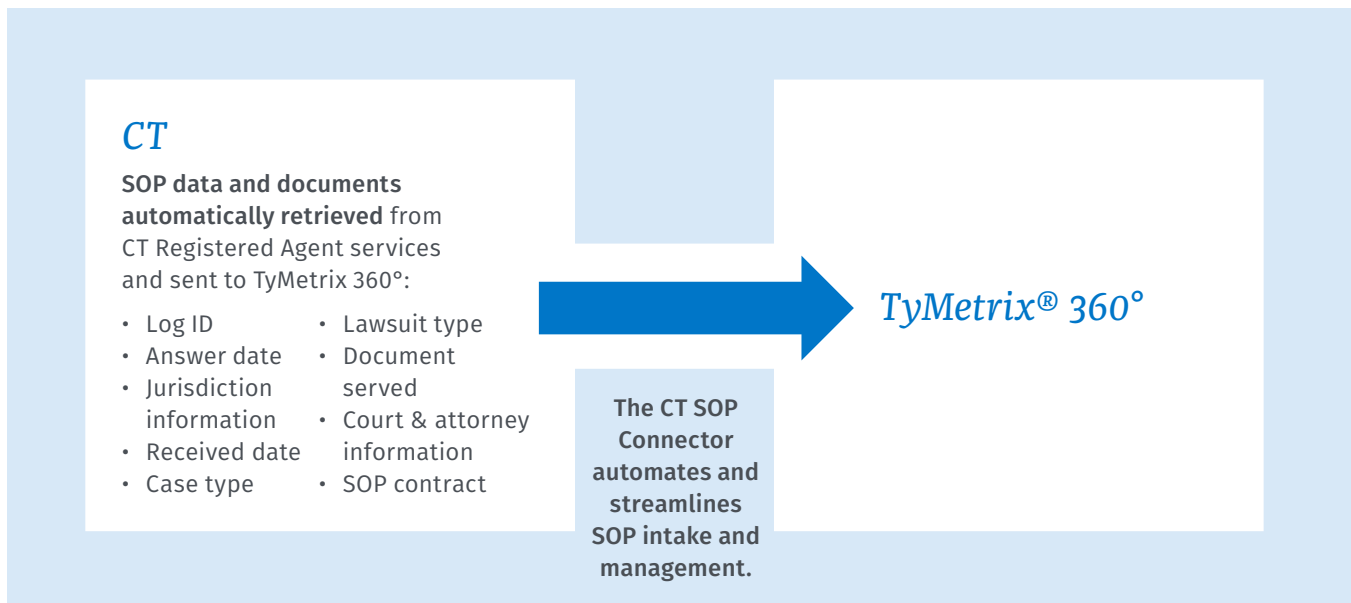 CT
SOP data and documents
automatically retrieved from
CT Registered Agent services
and sent to TyMetrix 360°:
• Log ID
• Answer date
• Jurisdiction
information
• Received date
• Case type
• Lawsuit type
• Document
served
• Court & attorney
information
• SOP contract
The CT SOP
Connector
automates and
streamlines
SOP intake and
management.
TyMetrix® 360°